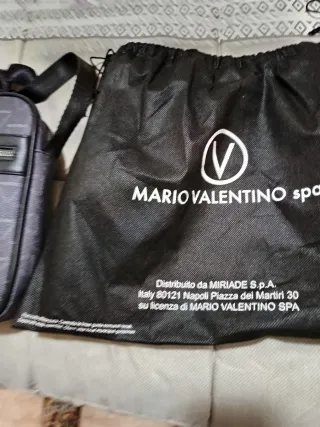 V
MARIO VALENTINO spa
Distribuito da MIRIADE S.p.A.
Italy 80121 Napoli Piazza dei Martiri 30
su licenza di MARIO VALENTINO SPA